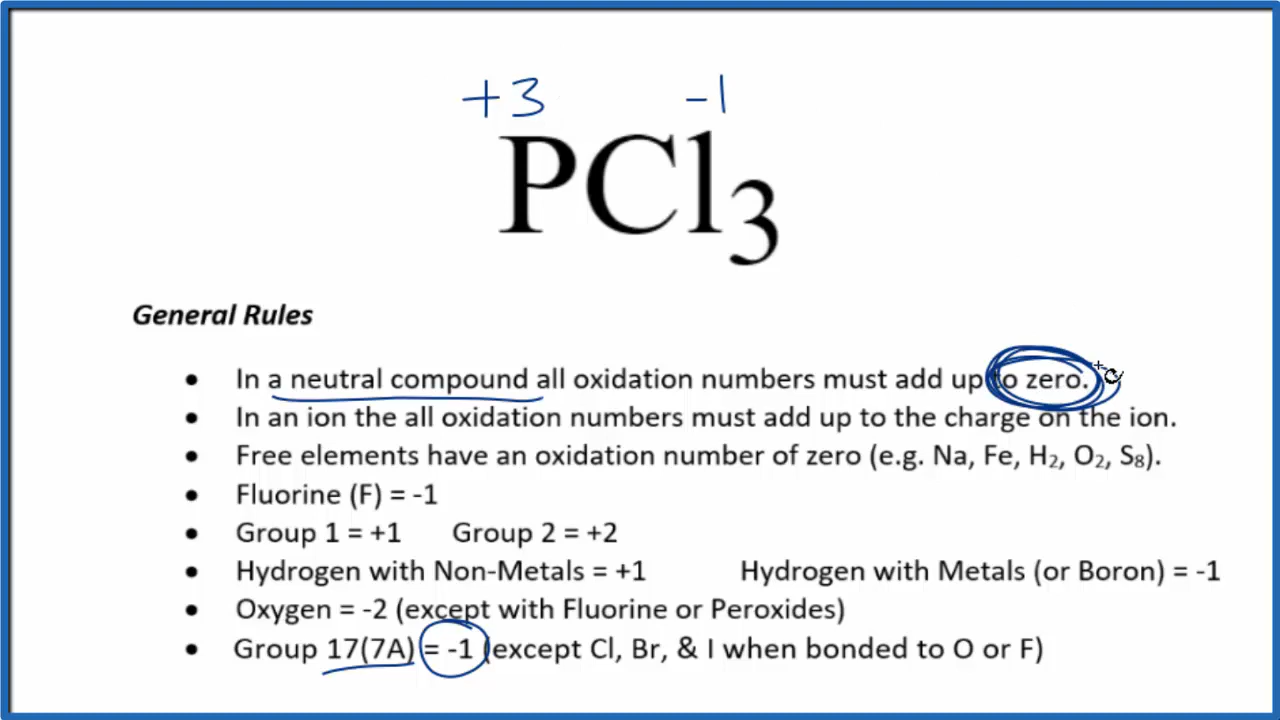 +3 -1
PCl₃
General Rules
• In a neutral compound all oxidation numbers must add up to zero.
• In an ion the all oxidation numbers must add up to the charge on the ion.
• Free elements have an oxidation number of zero (e.g. Na, Fe, H₂, O₂, S₈).
• Fluorine (F) = -1
• Group 1 = +1 Group 2 = +2
• Hydrogen with Non-Metals = +1 Hydrogen with Metals (or Boron) = -1
• Oxygen = -2 (except with Fluorine or Peroxides)
• Group 17(7A) = -1 (except Cl, Br, & I when bonded to O or F)